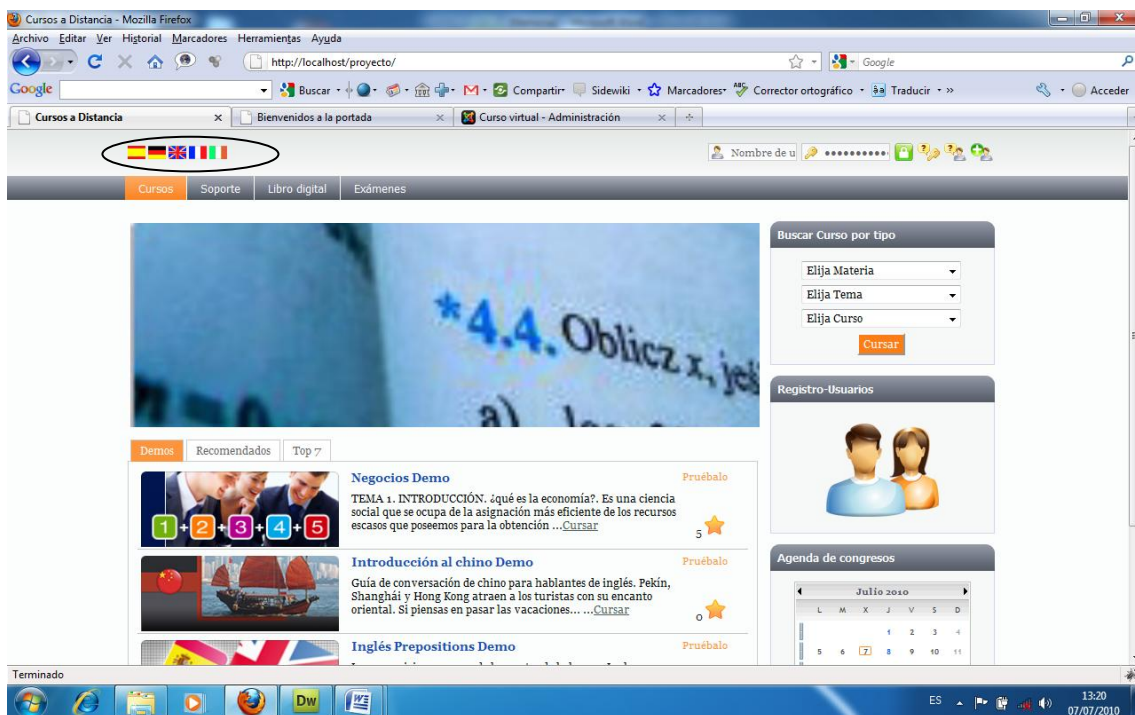 Cursos a Distancia - Mozilla Firefox
Archivo Editar Ver Historial Marcadores Herramientas Ayuda
http://localhost/proyecto/
Google
Google
Buscar
Compartir
Sidewiki
Marcadores
Corrector ortográfico
Traducir
Acceder
Cursos a Distancia
Bienvenidos a la portada
Curso virtual - Administración
Nombre de u
Cursos Soporte Libro digital Exámenes
*4.4. Oblicz x, jeś
a)
Buscar Curso por tipo
Elija Materia
Elija Tema
Elija Curso
Cursar
Registro-Usuarios
Demos Recomendados Top 7
Negocios Demo Pruébalo
TEMA 1. INTRODUCCIÓN. ¿qué es la economía?. Es una ciencia
social que se ocupa de la asignación más eficiente de los recursos
escasos que poseemos para la obtención ...Cursar
5
1+2+3+4+5
Introducción al chino Demo Pruébalo
Guía de conversación de chino para hablantes de inglés. Pekín,
Shanghái y Hong Kong atraen a los turistas con su encanto
oriental. Si piensas en pasar las vacaciones... ...Cursar
0
Inglés Prepositions Demo Pruébalo
Agenda de congresos
Julio 2010
L M X J V S D
1 2 3 4
5 6 7 8 9 10 11
Terminado
Dw
ES
13:20
07/07/2010